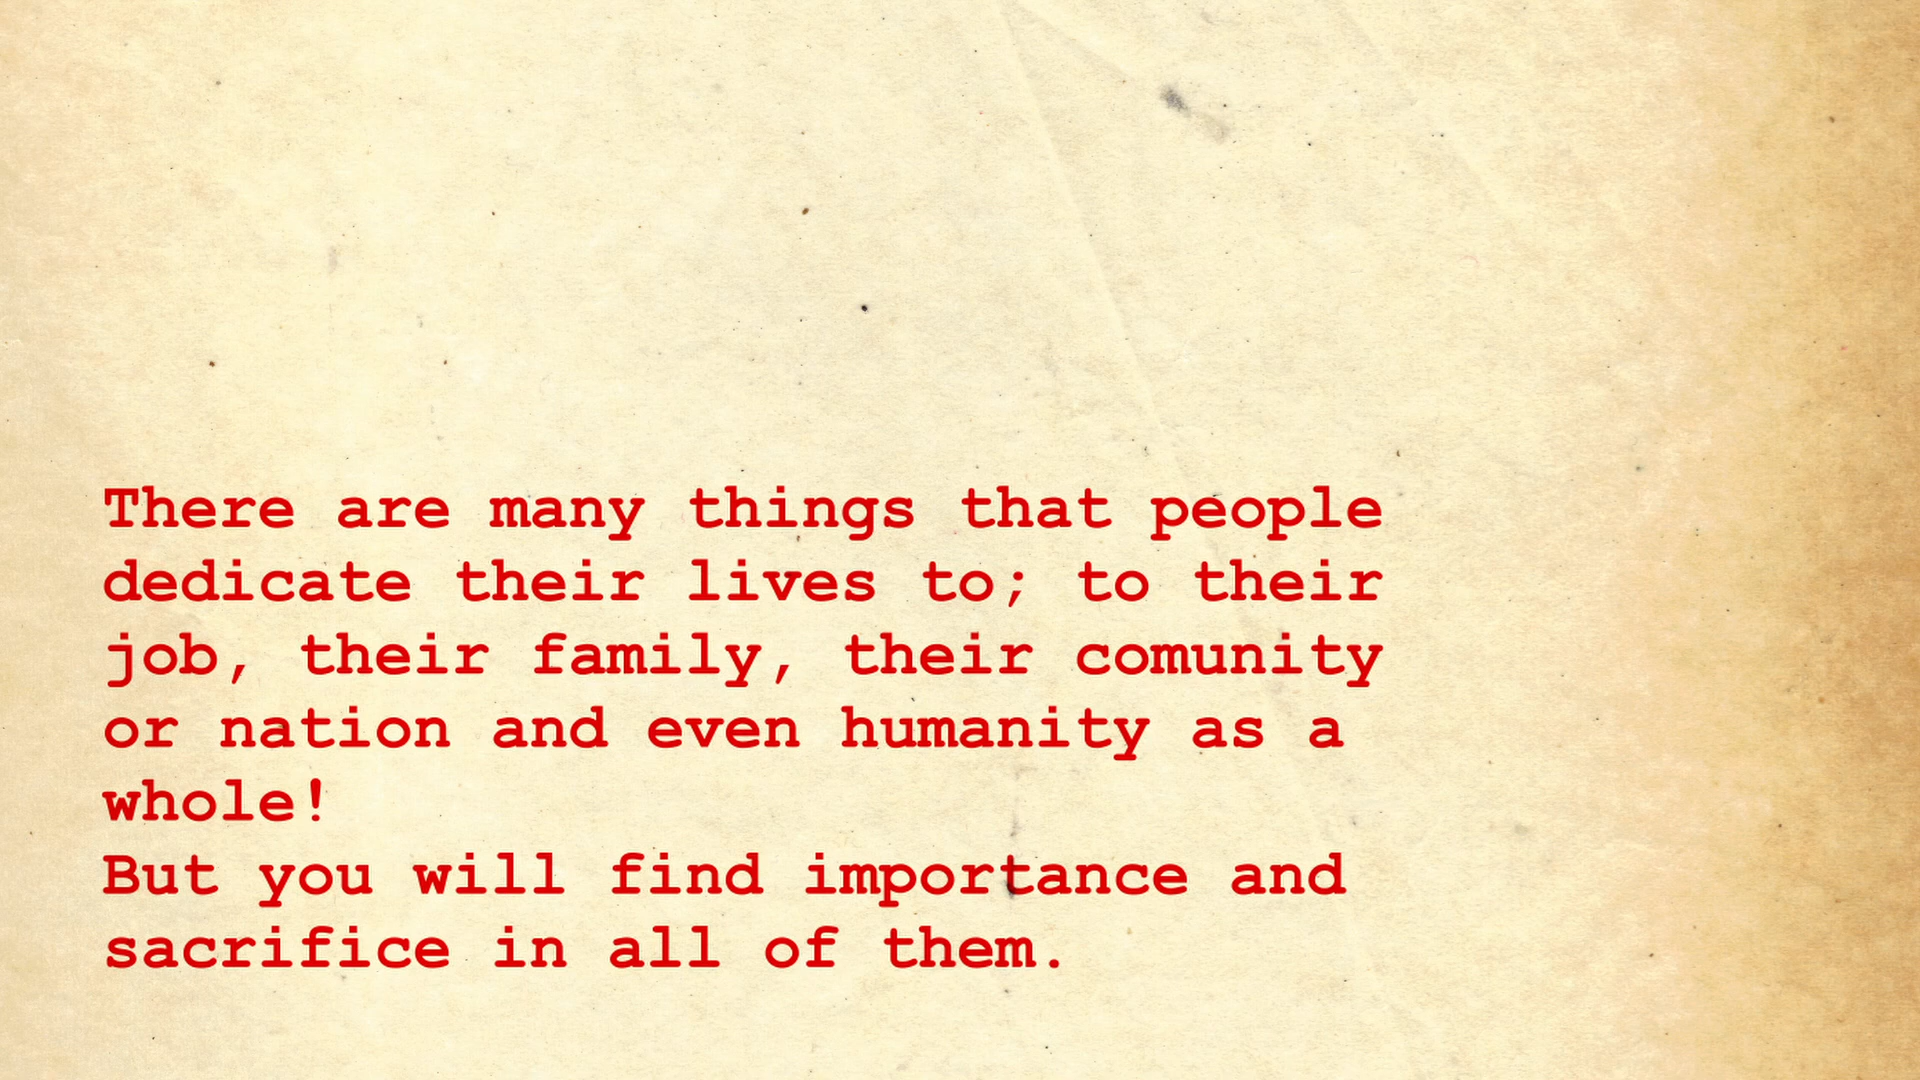 There are many things that people
dedicate their lives to; to their
job, their family, their comunity
or nation and even humanity as a
whole!
But you will find importance and
sacrifice in all of them.